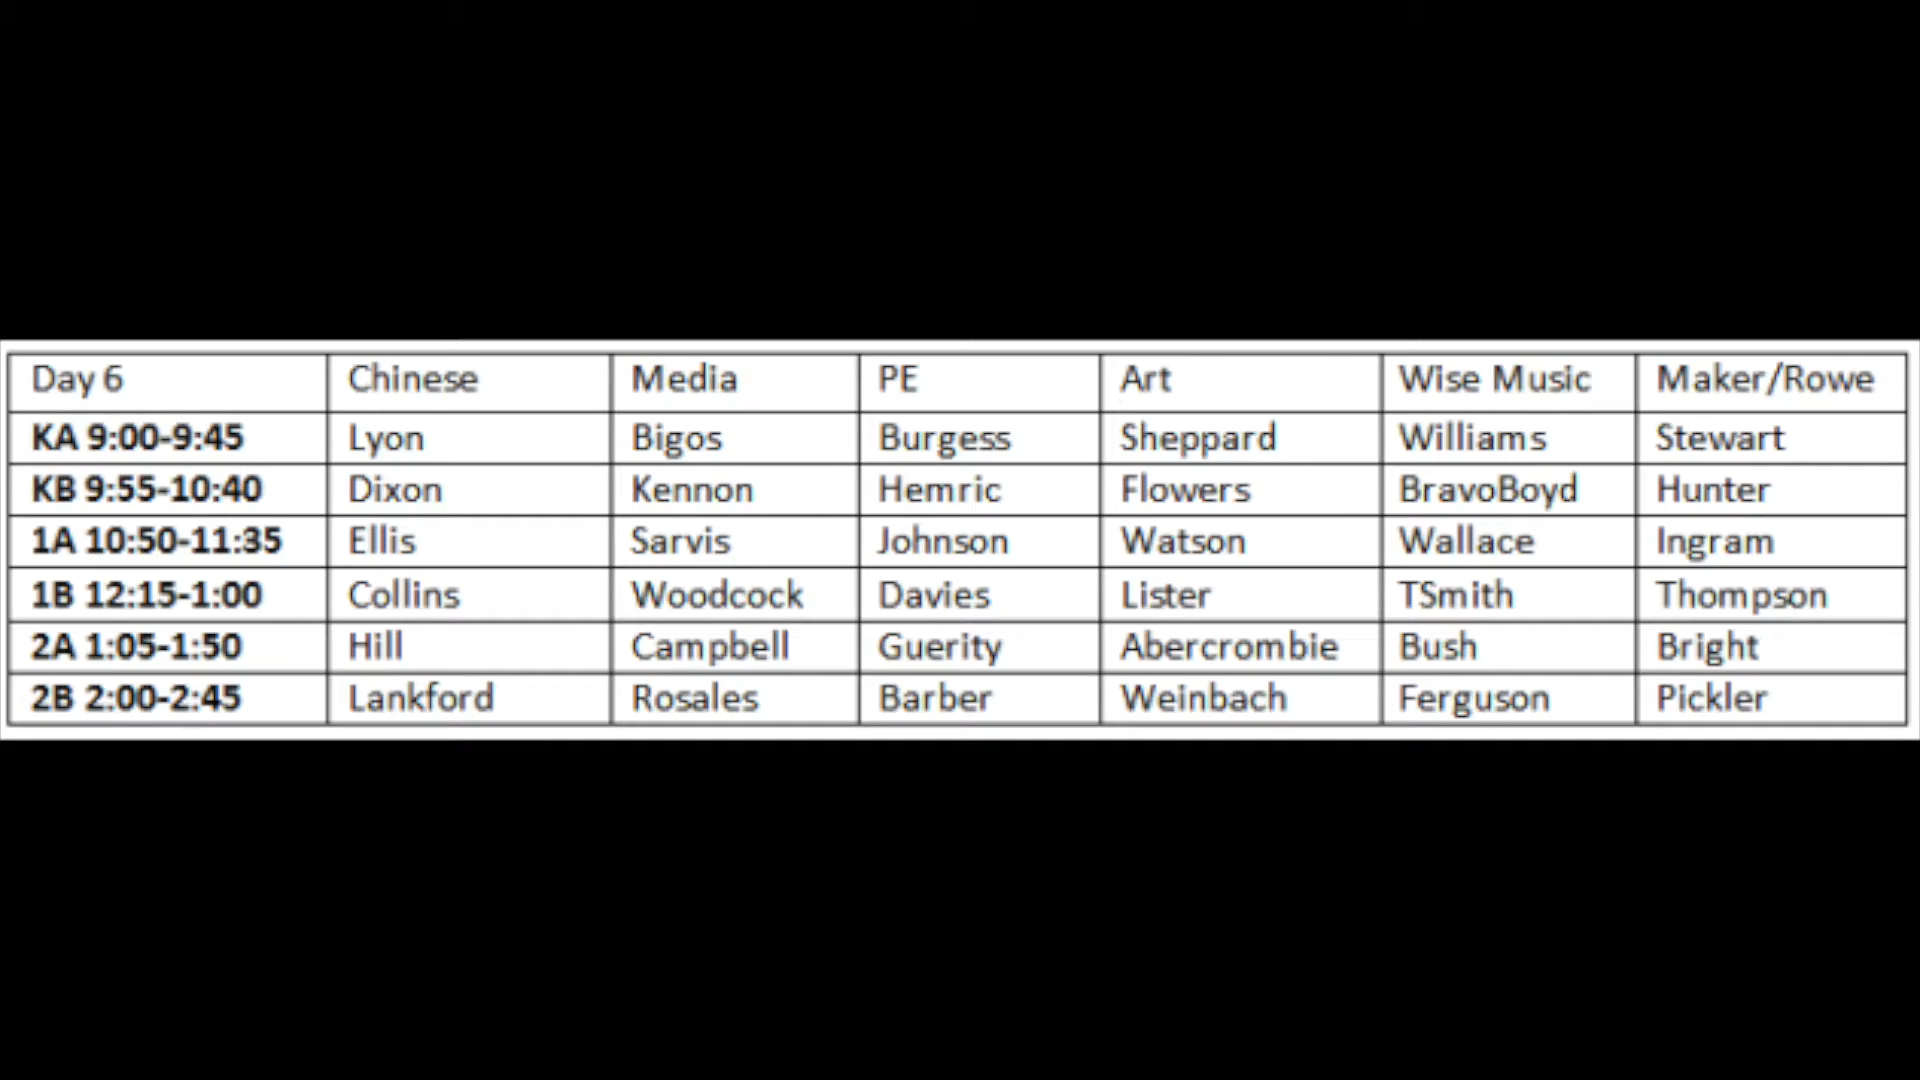 Day 6 Chinese Media PE Art Wise Music Maker/Rowe
KA 9:00-9:45 Lyon Bigos Burgess Sheppard Williams Stewart
KB 9:55-10:40 Dixon Kennon Hemric Flowers BravoBoyd Hunter
1A 10:50-11:35 Ellis Sarvis Johnson Watson Wallace Ingram
1B 12:15-1:00 Collins Woodcock Davies Lister TSmith Thompson
2A 1:05-1:50 Hill Campbell Guerity Abercrombie Bush Bright
2B 2:00-2:45 Lankford Rosales Barber Weinbach Ferguson Pickler